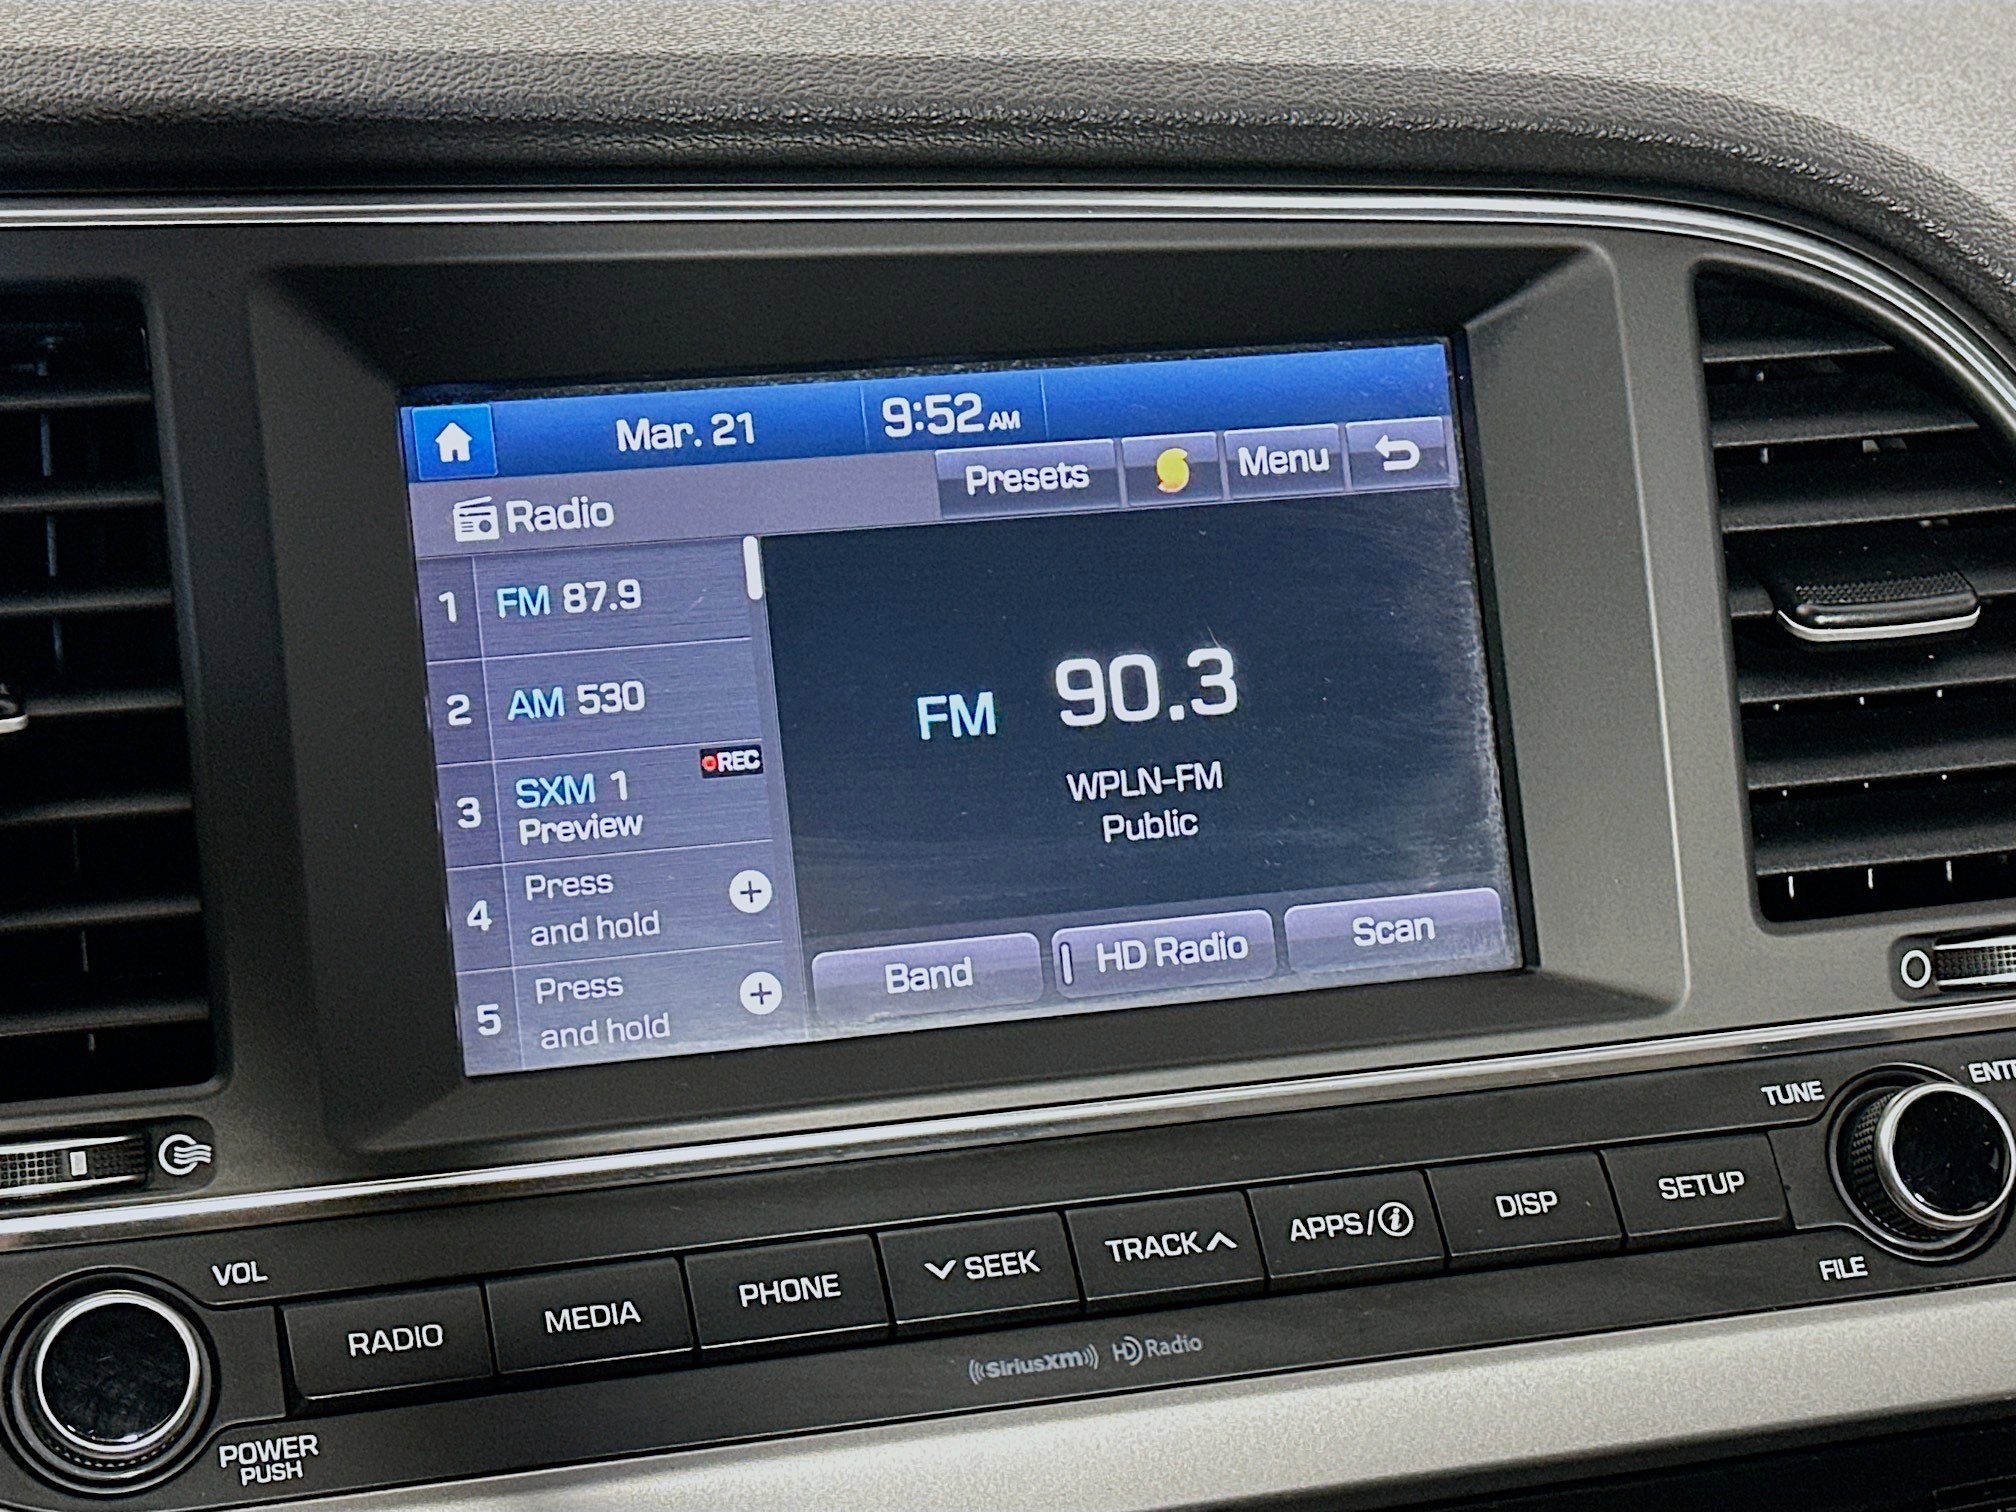 Mar. 21
9:52 AM
Radio
Presets
Menu
1 FM 87.9
2 AM 530
3 SXM 1
REC
Preview
4 Press
and hold
5 Press
and hold
FM 90.3
WPLN-FM
Public
Band
HD Radio
Scan
VOL
POWER
PUSH
RADIO
MEDIA
PHONE
SEEK
TRACK
APPS/i
DISP
SETUP
TUNE
FILE
((SiriusXM)) HD Radio